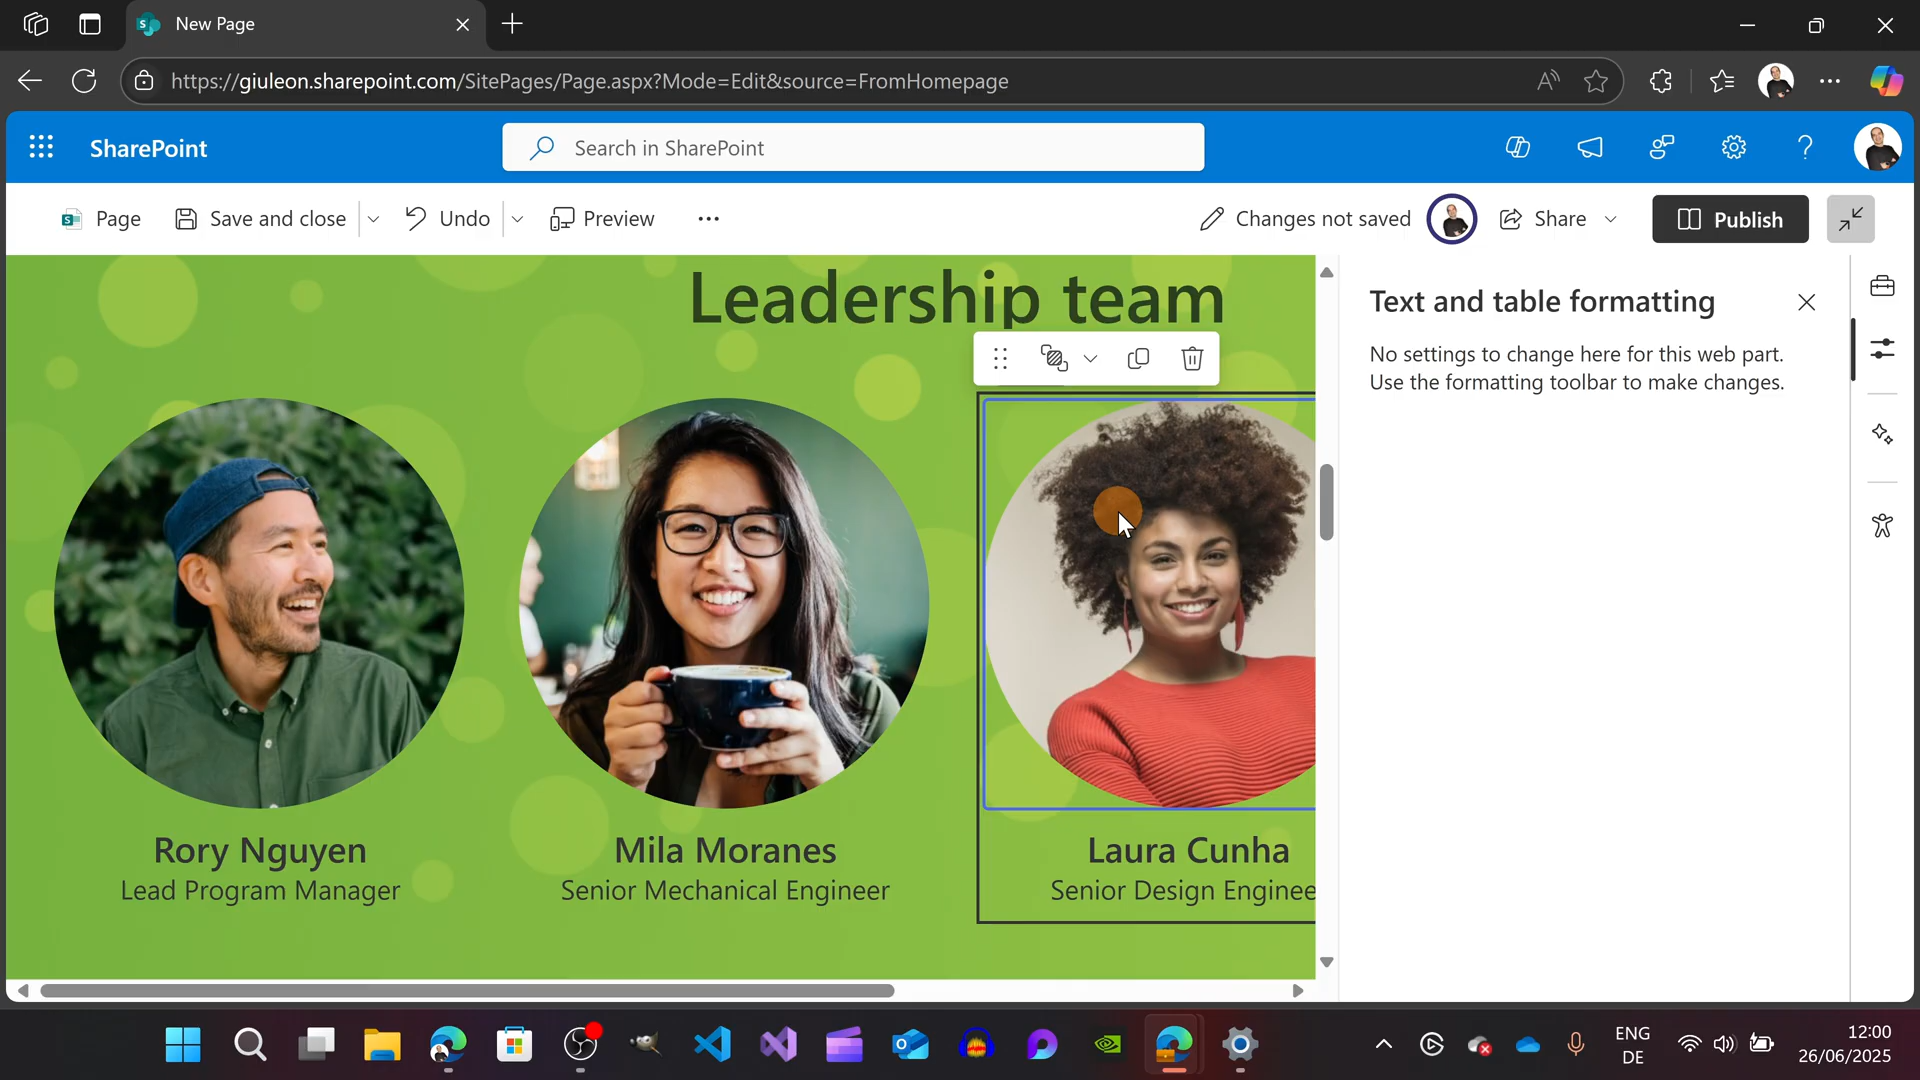 New Page
https://giuleon.sharepoint.com/SitePages/Page.aspx?Mode=Edit&source=FromHomepage
SharePoint
Search in SharePoint
Page
Save and close
Undo
Preview
Changes not saved
Share
Publish
Leadership team
Text and table formatting
No settings to change here for this web part.
Use the formatting toolbar to make changes.
Rory Nguyen
Lead Program Manager
Mila Moranes
Senior Mechanical Engineer
Laura Cunha
Senior Design Enginee
ENG
DE
12:00
26/06/2025